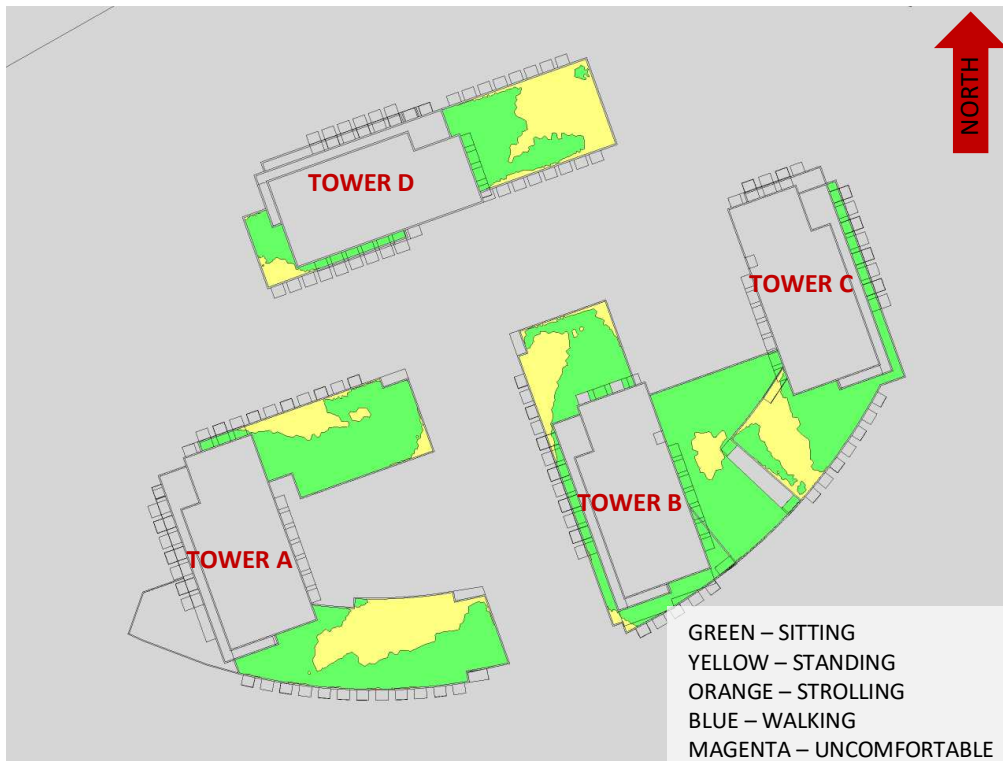 NORTH
TOWER D
TOWER C
TOWER B
TOWER A
GREEN – SITTING
YELLOW – STANDING
ORANGE – STROLLING
BLUE – WALKING
MAGENTA – UNCOMFORTABLE